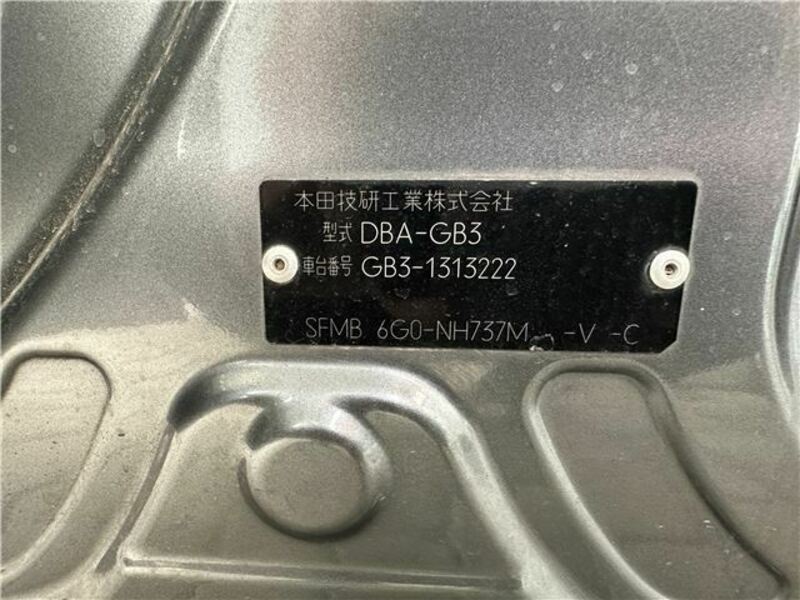 本田技研工業株式会社
型式 DBA-GB3
車台番号 GB3-1313222
SFMB 6G0-NH737M -V -C